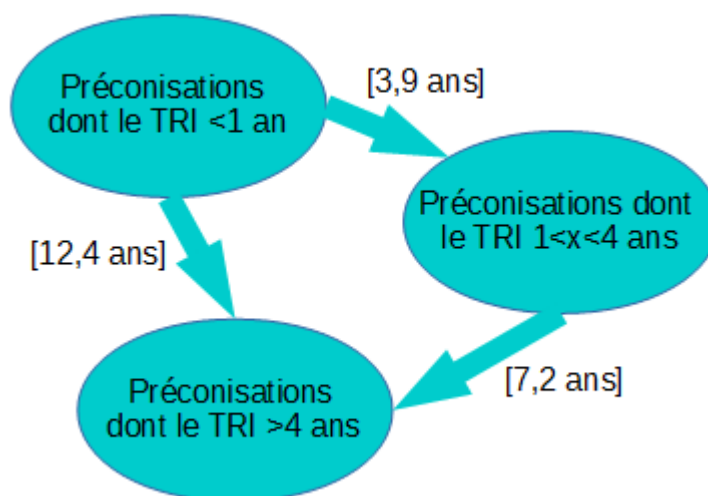 Préconisations
dont le TRI <1 an
[3,9 ans]
Préconisations dont
le TRI 1<x<4 ans
[12,4 ans]
[7,2 ans]
Préconisations
dont le TRI >4 ans